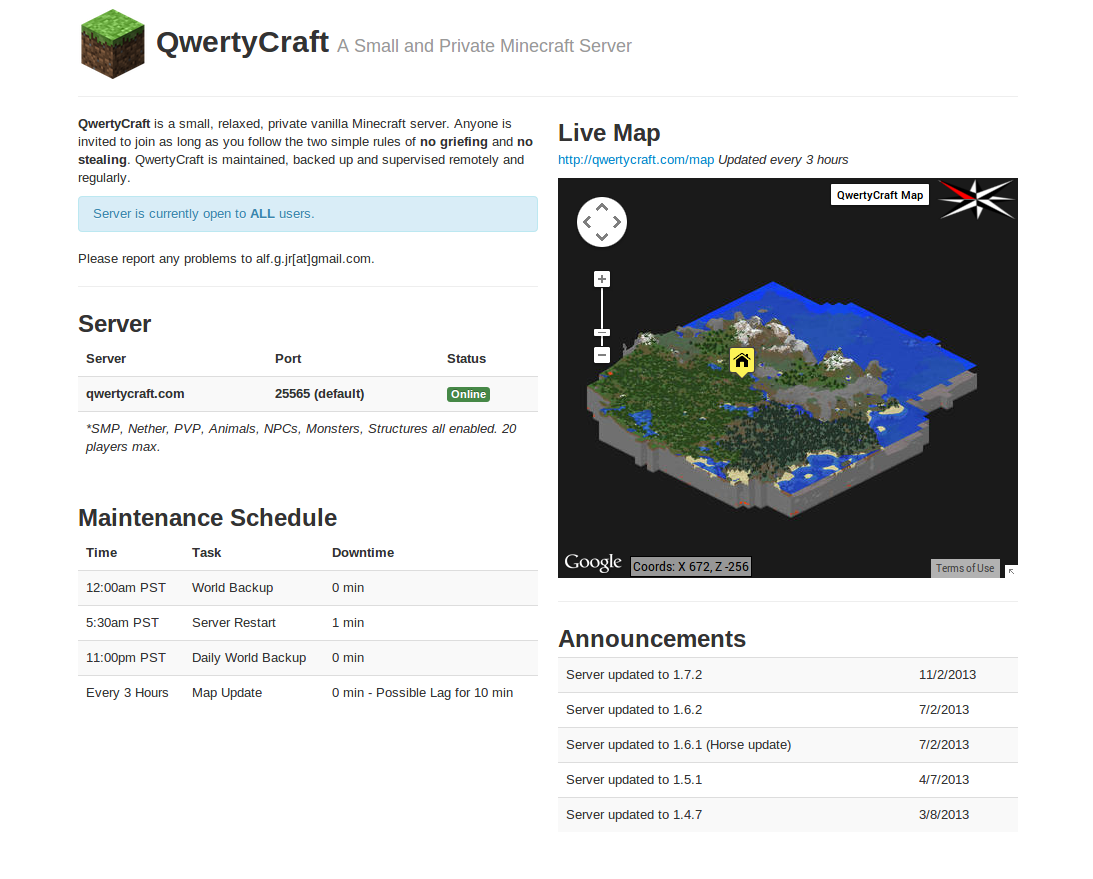 QwertyCraft A Small and Private Minecraft Server
QwertyCraft is a small, relaxed, private vanilla Minecraft server. Anyone is
invited to join as long as you follow the two simple rules of no griefing and no
stealing. QwertyCraft is maintained, backed up and supervised remotely and
regularly.
Server is currently open to ALL users.
Please report any problems to alf.g.jr[at]gmail.com.
Server
Server Port Status
qwertycraft.com 25565 (default) Online
*SMP, Nether, PVP, Animals, NPCs, Monsters, Structures all enabled. 20
players max.
Maintenance Schedule
Time Task Downtime
12:00am PST World Backup 0 min
5:30am PST Server Restart 1 min
11:00pm PST Daily World Backup 0 min
Every 3 Hours Map Update 0 min - Possible Lag for 10 min
Live Map
http://qwertycraft.com/map Updated every 3 hours
QwertyCraft Map
Google Coords: X 672, Z -256 Terms of Use
Announcements
Server updated to 1.7.2 11/2/2013
Server updated to 1.6.2 7/2/2013
Server updated to 1.6.1 (Horse update) 7/2/2013
Server updated to 1.5.1 4/7/2013
Server updated to 1.4.7 3/8/2013